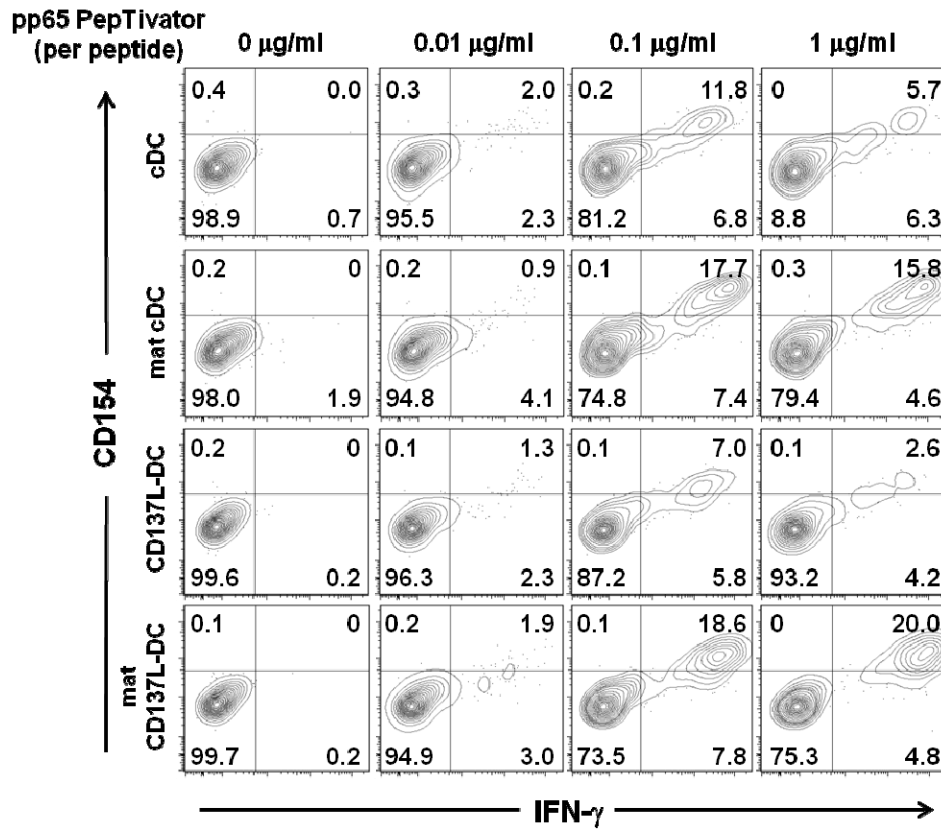 pp65 PepTivator
(per peptide)
0 µg/ml 0.01 µg/ml 0.1 µg/ml 1 µg/ml
CD154
cDC
0.4 0.0 0.3 2.0 0.2 11.8 0 5.7
98.9 0.7 95.5 2.3 81.2 6.8 8.8 6.3
mat cDC
0.2 0 0.2 0.9 0.1 17.7 0.3 15.8
98.0 1.9 94.8 4.1 74.8 7.4 79.4 4.6
CD137L-DC
0.2 0 0.1 1.3 0.1 7.0 0.1 2.6
99.6 0.2 96.3 2.3 87.2 5.8 93.2 4.2
mat
CD137L-DC
0.1 0 0.2 1.9 0.1 18.6 0 20.0
99.7 0.2 94.9 3.0 73.5 7.8 75.3 4.8
IFN-γ